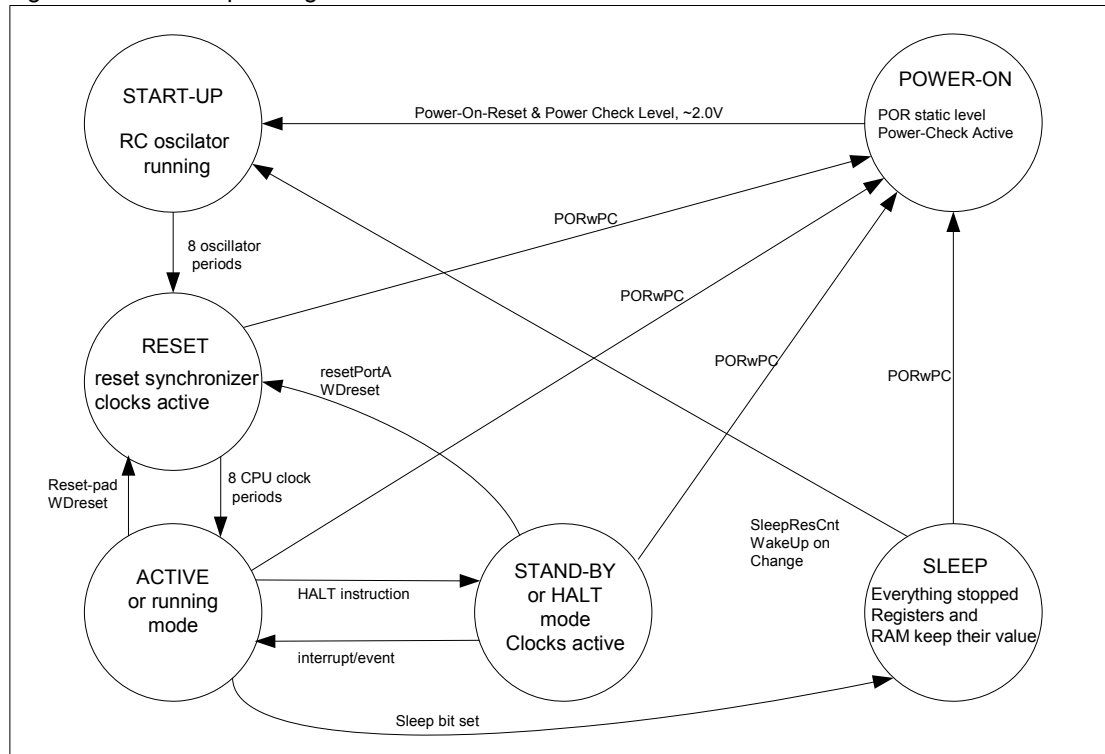 START-UP
RC oscilator
running
Power-On-Reset & Power Check Level, ~2.0V
POWER-ON
POR static level
Power-Check Active
8 oscillator
periods
PORwPC
PORwPC
PORwPC
PORwPC
RESET
reset synchronizer
clocks active
resetPortA
WDreset
Reset-pad
WDreset
8 CPU clock
periods
ACTIVE
or running
mode
HALT instruction
interrupt/event
STAND-BY
or HALT
mode
Clocks active
SleepResCnt
WakeUp on
Change
SLEEP
Everything stopped
Registers and
RAM keep their value
Sleep bit set